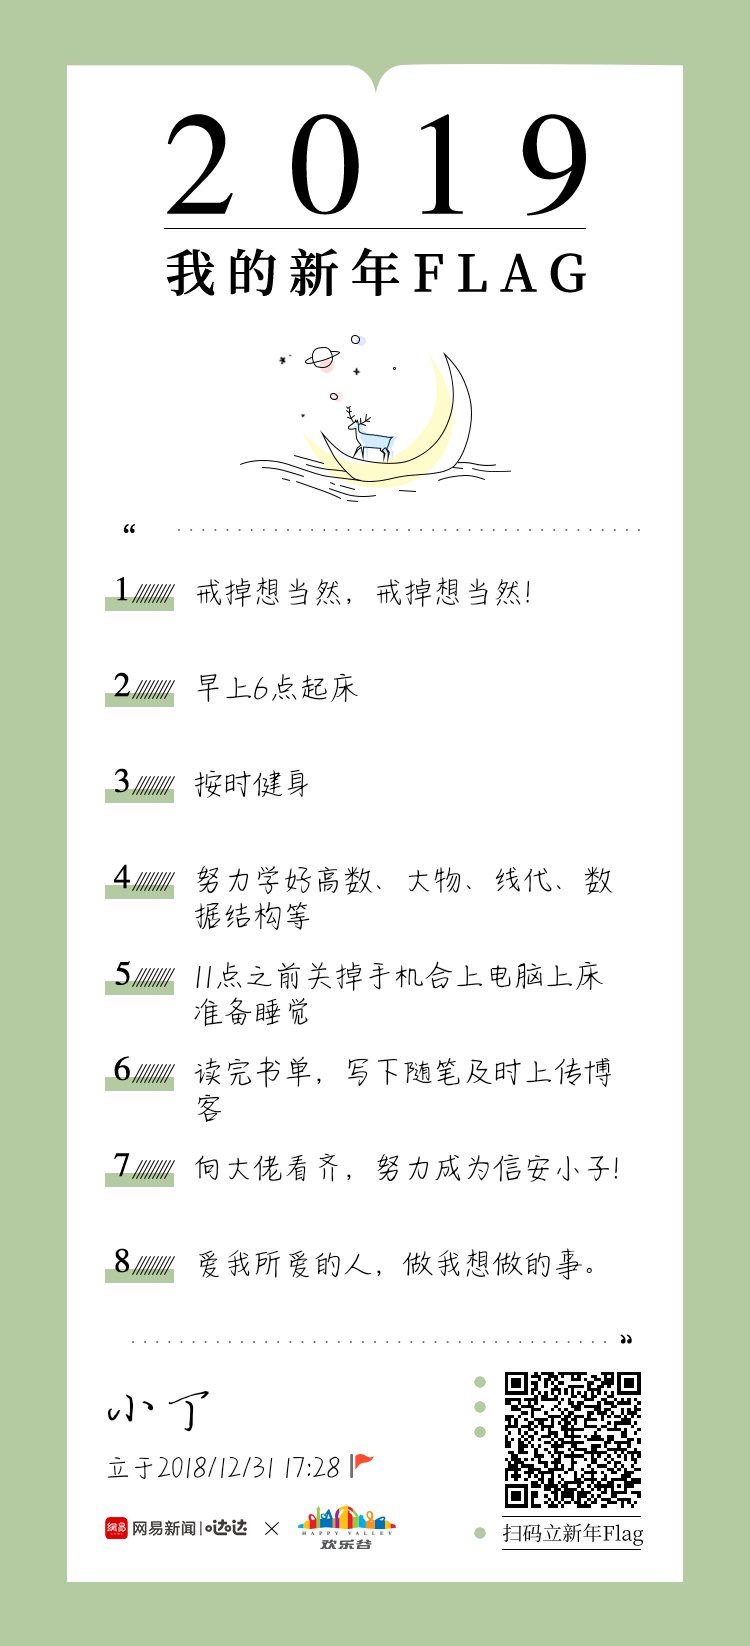 2019
我的新年FLAG
“
1 戒掉想当然，戒掉想当然!
2 早上6点起床
3 按时健身
4 努力学好高数、大物、线代、数
据结构等
5 11点之前关掉手机合上电脑上床
准备睡觉
6 读完书单，写下随笔及时上传博
客
7 向大佬看齐，努力成为信安小子!
8 爱我所爱的人，做我想做的事。
”
小丁
立于2018/12/31 17:28
網易 网易新闻 | 哒哒 × HAPPY VALLEY
欢乐谷
扫码立新年Flag